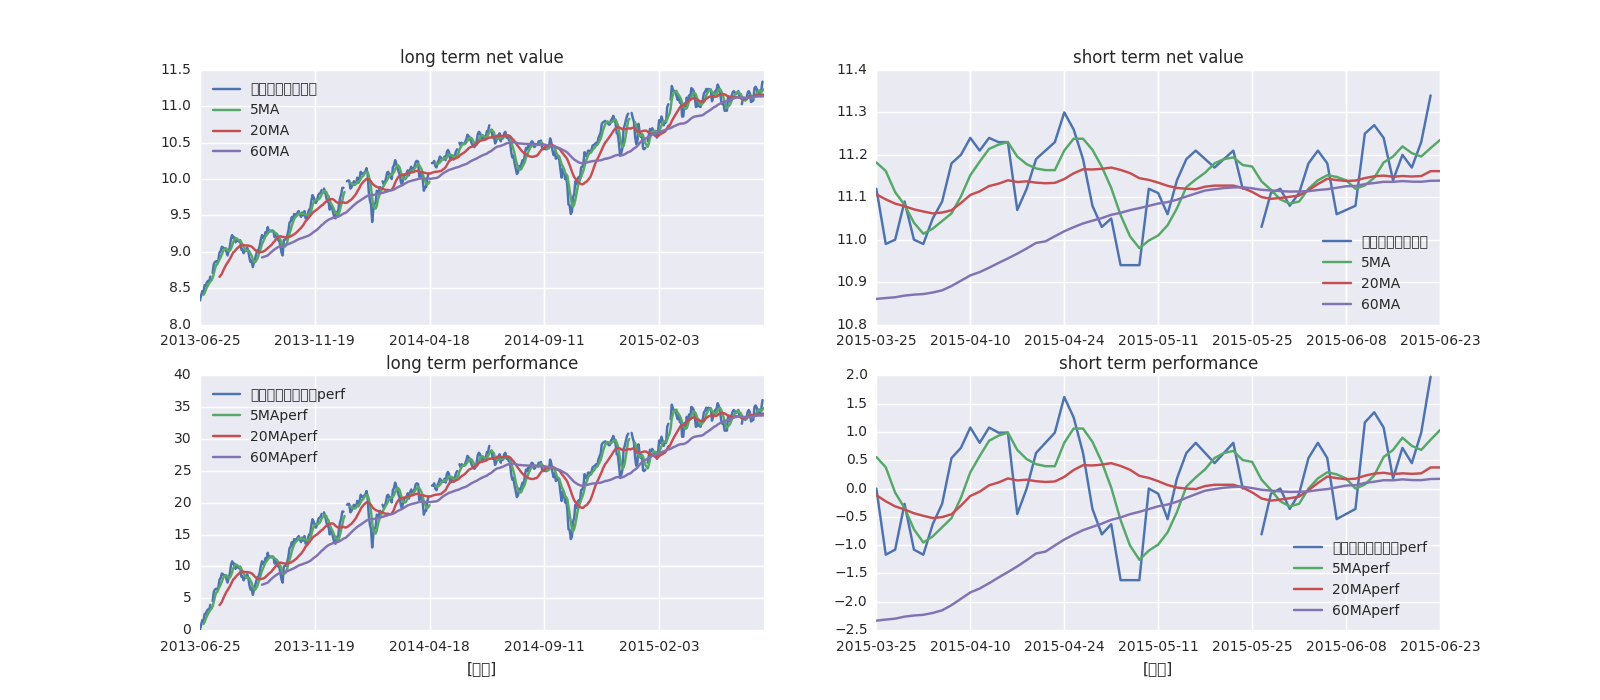 long term net value
11.5
11.0
10.5
10.0
9.5
9.0
8.5
8.0
5MA
20MA
60MA
2013-06-25 2013-11-19 2014-04-18 2014-09-11 2015-02-03
short term net value
11.4
11.3
11.2
11.1
11.0
10.9
10.8
5MA
20MA
60MA
2015-03-25 2015-04-10 2015-04-24 2015-05-11 2015-05-25 2015-06-08 2015-06-23
long term performance
40
35
30
25
20
15
10
5
0
perf
5MAperf
20MAperf
60MAperf
2013-06-25 2013-11-19 2014-04-18 2014-09-11 2015-02-03
[]
short term performance
2.0
1.5
1.0
0.5
0.0
−0.5
−1.0
−1.5
−2.0
−2.5
perf
5MAperf
20MAperf
60MAperf
2015-03-25 2015-04-10 2015-04-24 2015-05-11 2015-05-25 2015-06-08 2015-06-23
[]